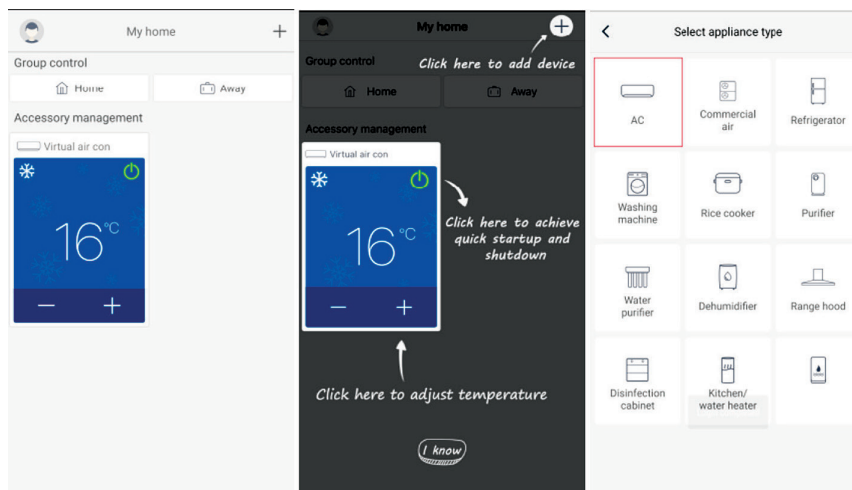 My home
+
Group control
Home
Away
Accessory management
Virtual air con
16°C
− +
My home
+
Group control
Click here to add device
Home
Away
Accessory management
Virtual air con
16°C
Click here to achieve
quick startup and
shutdown
− +
Click here to adjust temperature
I know
Select appliance type
AC
Commercial
air
Refrigerator
Washing
machine
Rice cooker
Purifier
Water
purifier
Dehumidifier
Range hood
Disinfection
cabinet
Kitchen/
water heater